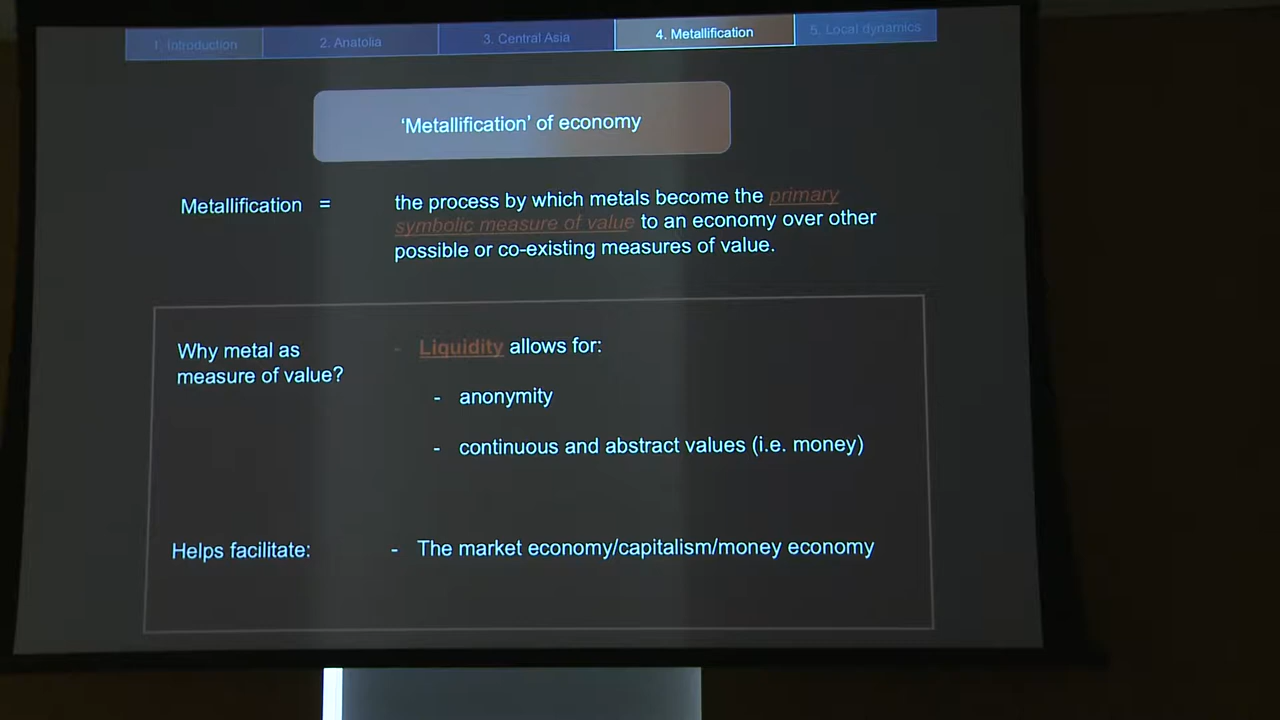 1. Introduction
2. Anatolia
3. Central Asia
4. Metallification
5. Local dynamics
‘Metallification’ of economy
Metallification =
the process by which metals become the primary
symbolic measure of value to an economy over other
possible or co-existing measures of value.
Why metal as
measure of value?
- Liquidity allows for:
- anonymity
- continuous and abstract values (i.e. money)
Helps facilitate:
- The market economy/capitalism/money economy